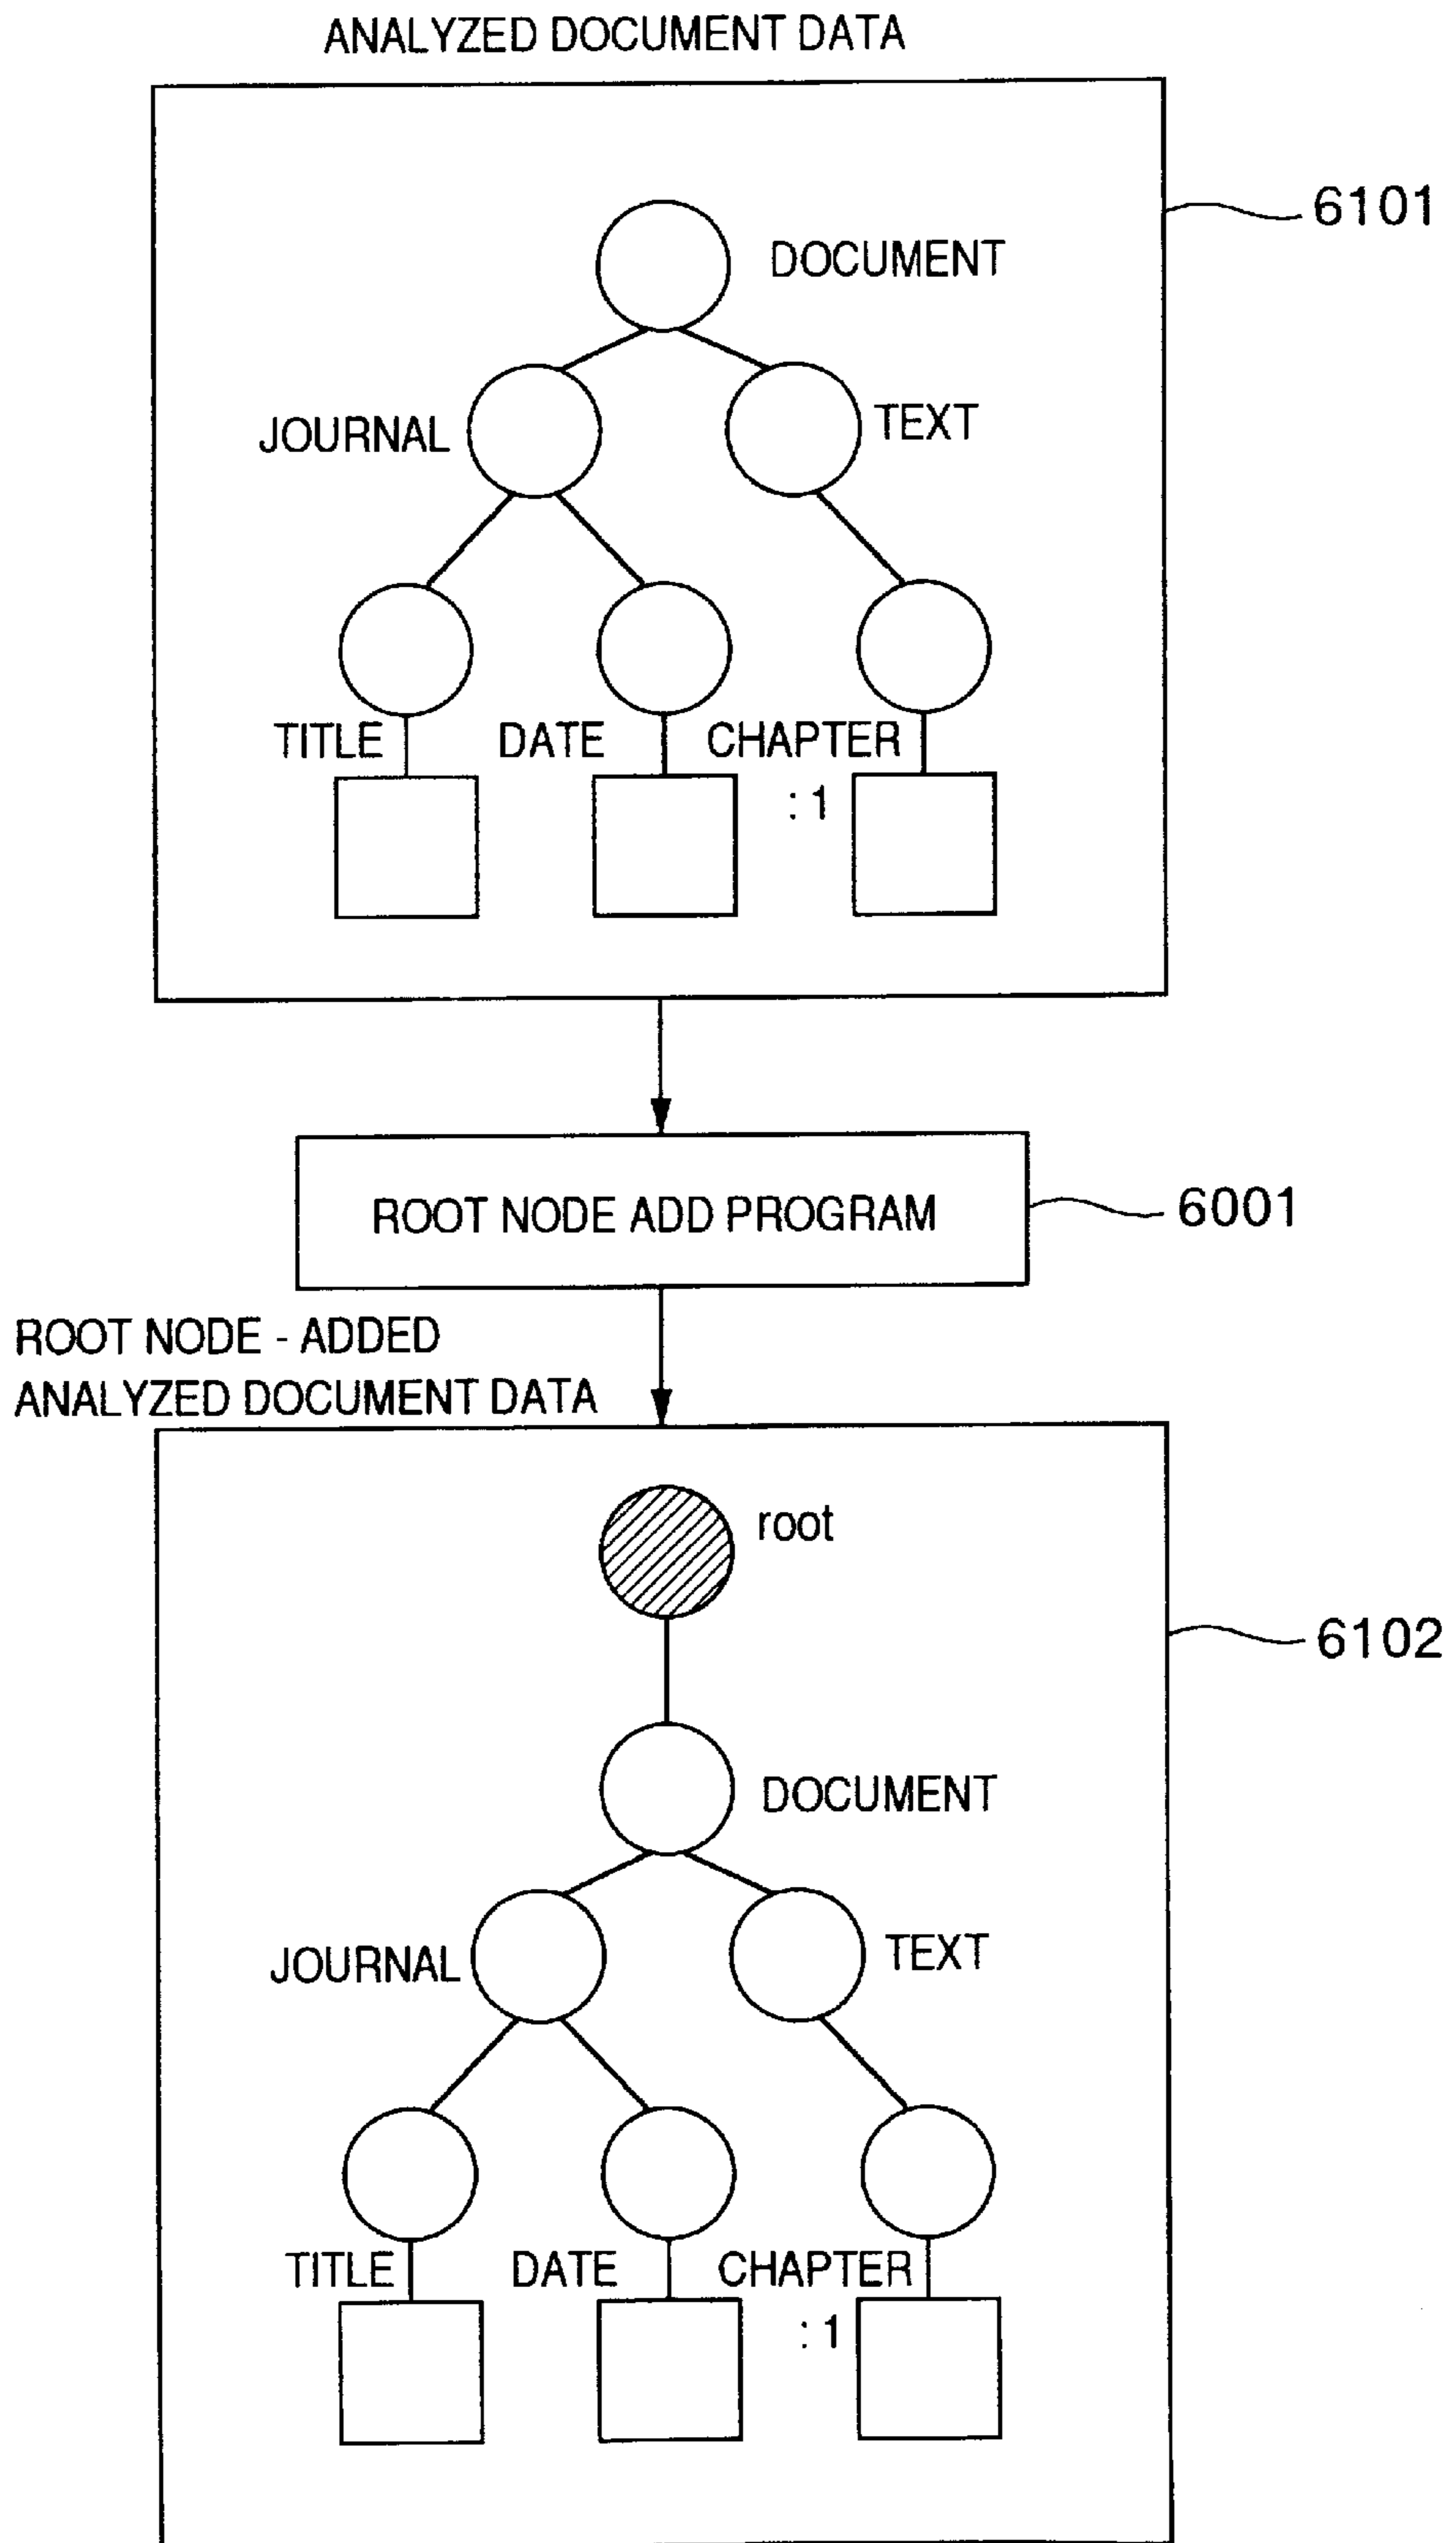 ANALYZED DOCUMENT DATA
6101
DOCUMENT
JOURNAL
TEXT
TITLE
DATE
CHAPTER
: 1
ROOT NODE ADD PROGRAM
6001
ROOT NODE - ADDED
ANALYZED DOCUMENT DATA
root
6102
DOCUMENT
JOURNAL
TEXT
TITLE
DATE
CHAPTER
: 1